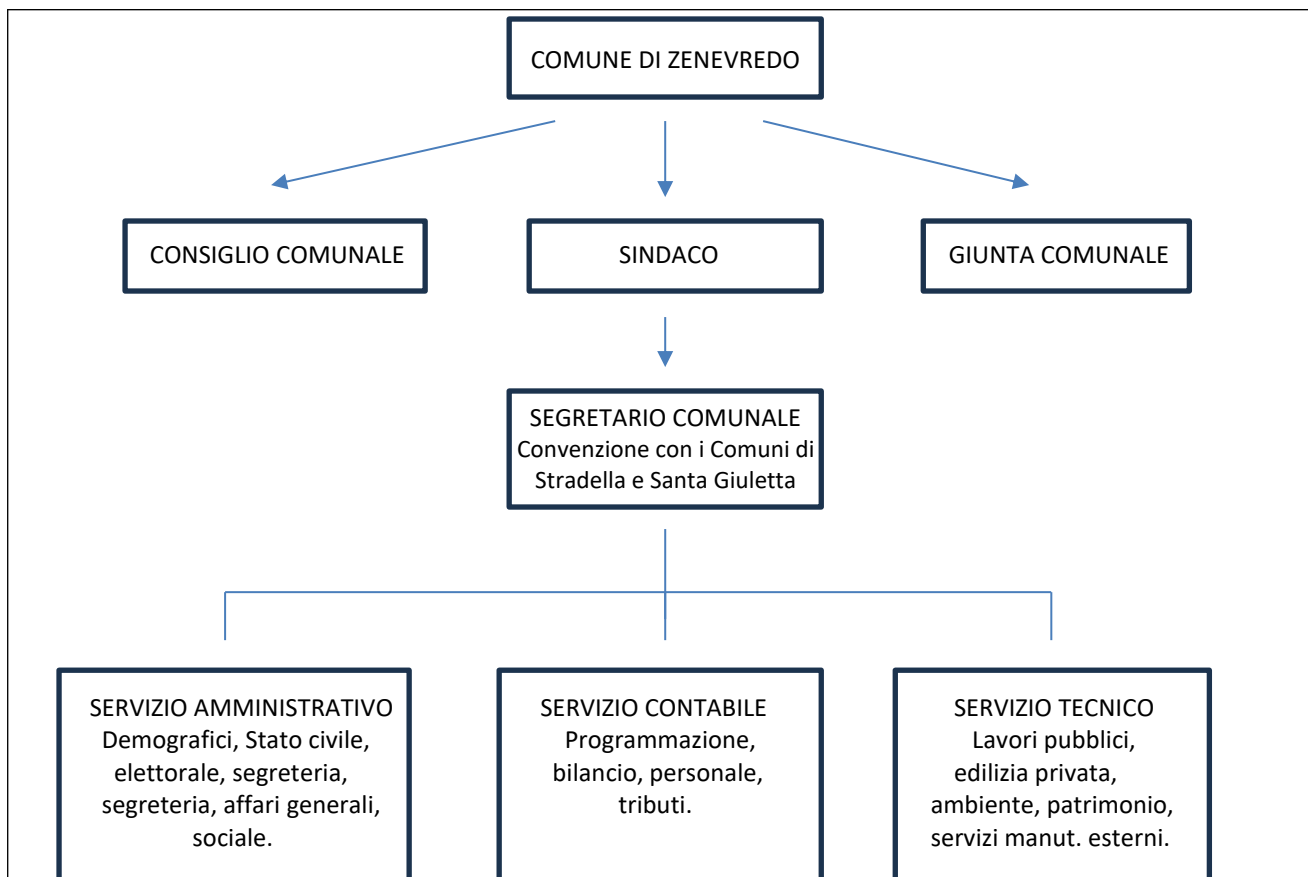 COMUNE DI ZENEVREDO
CONSIGLIO COMUNALE
SINDACO
GIUNTA COMUNALE
SEGRETARIO COMUNALE
Convenzione con i Comuni di
Stradella e Santa Giuletta
SERVIZIO AMMINISTRATIVO
Demografici, Stato civile,
elettorale, segreteria,
segreteria, affari generali,
sociale.
SERVIZIO CONTABILE
Programmazione,
bilancio, personale,
tributi.
SERVIZIO TECNICO
Lavori pubblici,
edilizia privata,
ambiente, patrimonio,
servizi manut. esterni.